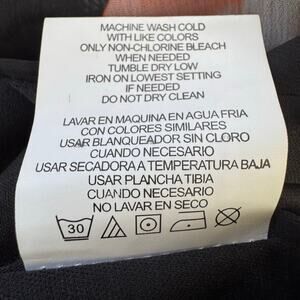 MACHINE WASH COLD
WITH LIKE COLORS
ONLY NON-CHLORINE BLEACH
WHEN NEEDED
TUMBLE DRY LOW
IRON ON LOWEST SETTING
IF NEEDED
DO NOT DRY CLEAN
LAVAR EN MAQUINA EN AGUA FRIA
CON COLORES SIMILARES
USAR BLANQUEADOR SIN CLORO
CUANDO NECESARIO
USAR SECADORA A TEMPERATURA BAJA
USAR PLANCHA TIBIA
CUANDO NECESARIO
NO LAVAR EN SECO
30